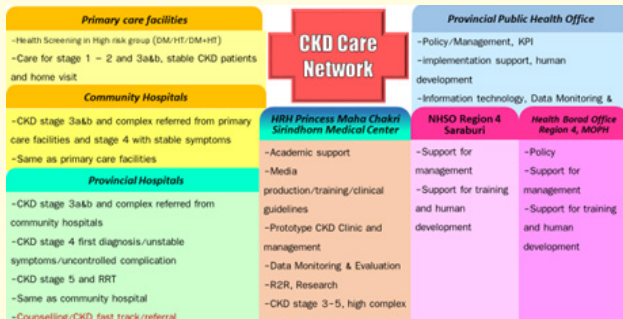 Primary care facilities
-Health Screening in High risk group (DM/HT/DM+HT)
-Care for stage 1 – 2 and 3a&b, stable CKD patients
and home visit
Community Hospitals
-CKD stage 3a&b and complex referred from primary
care facilities and stage 4 with stable symptoms
-Same as primary care facilities
Provincial Hospitals
-CKD stage 3a&b and complex referred from
community hospitals
-CKD stage 4 first diagnosis/unstable
symptoms/uncontrolled complication
-CKD stage 5 and RRT
-Same as community hospital
-Counselling/CKD fast track/referral
CKD Care
Network
HRH Princess Maha Chakri
Sirindhorn Medical Center
-Academic support
-Media
production/training/clinical
guidelines
-Prototype CKD Clinic and
management
-Data Monitoring & Evaluation
-R2R, Research
-CKD stage 3-5, high complex
Provincial Public Health Office
-Policy/Management, KPI
-implementation support, human
development
-Information technology, Data Monitoring &
NHSO Region 4
Saraburi
-Support for
management
-Support for training
and human
development
Health Borad Office
Region 4, MOPH
-Policy
-Support for
management
-Support for training
and human
development